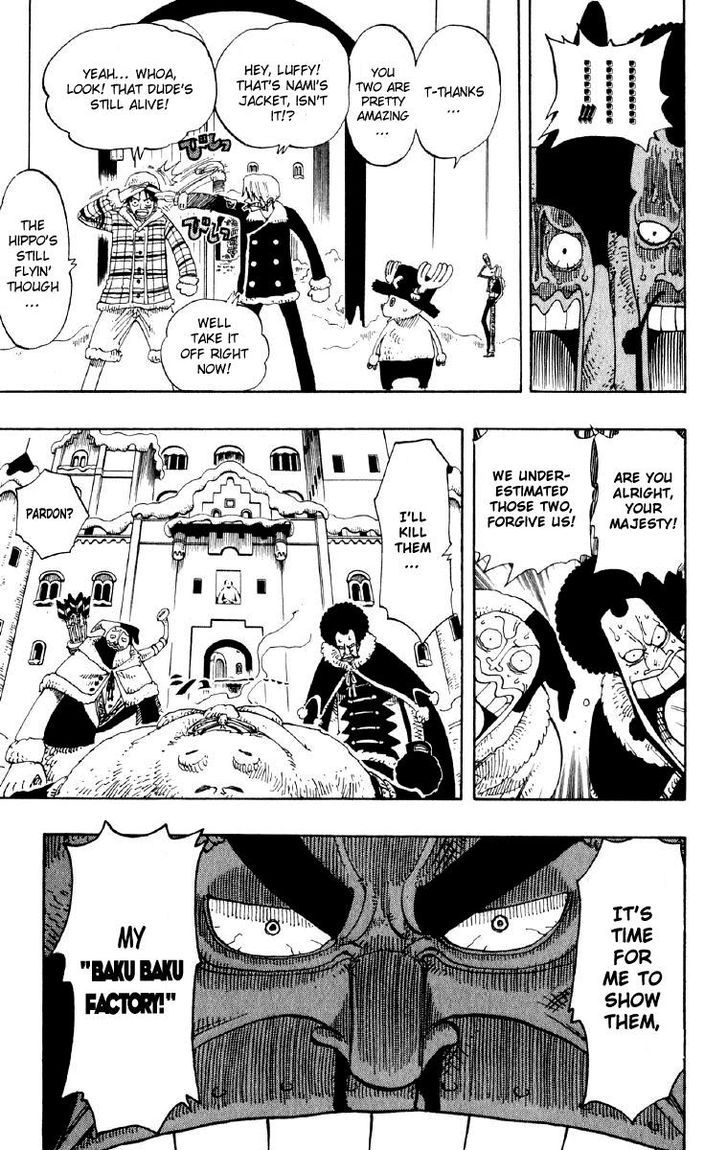 !!!
T-THANKS
...
YOU
TWO ARE
PRETTY
AMAZING
...
HEY, LUFFY!
THAT'S NAMI'S
JACKET, ISN'T
IT!?
YEAH... WHOA,
LOOK! THAT DUDE'S
STILL ALIVE!
WELL
TAKE IT
OFF RIGHT
NOW!
THE
HIPPO'S
STILL
FLYIN'
THOUGH
...
ARE YOU
ALRIGHT,
YOUR
MAJESTY!
WE UNDER-
ESTIMATED
THOSE TWO,
FORGIVE US!
I'LL
KILL
THEM
...
PARDON?
IT'S
TIME
FOR
ME TO
SHOW
THEM,
MY
"BAKU BAKU
FACTORY!"